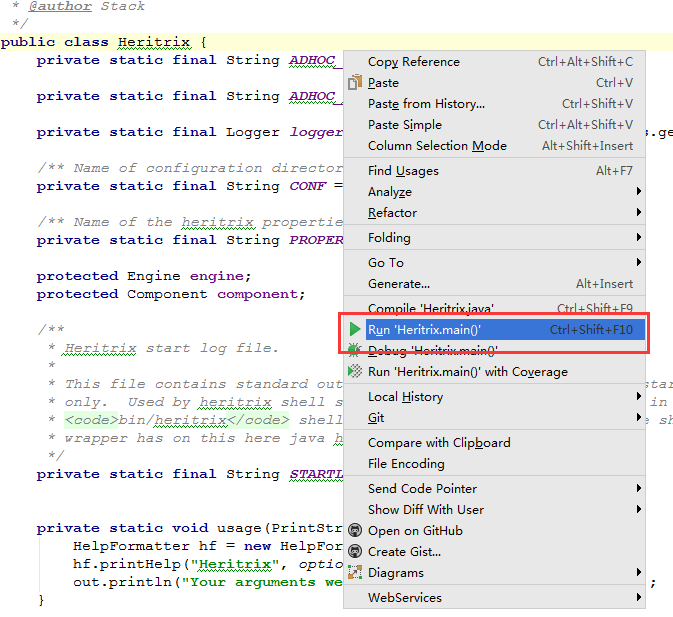 * @author Stack
*/
public class Heritrix {
private static final String ADHOC_
private static final String ADHOC_
private static final Logger logger s.ge
/** Name of configuration director
private static final String CONF =
/** Name of the heritrix propertie
private static final String PROPER
protected Engine engine;
protected Component component;
/**
* Heritrix start log file.
*
* This file contains standard out star
* only. Used by heritrix shell s in
* <code>bin/heritrix</code> shell e sh
* wrapper has on this here java h
*/
private static final String STARTL
private static void usage(PrintStr
HelpFormatter hf = new HelpFor
hf.printHelp("Heritrix", optio
out.println("Your arguments we ;
}
Copy Reference Ctrl+Alt+Shift+C
Paste Ctrl+V
Paste from History... Ctrl+Shift+V
Paste Simple Ctrl+Alt+Shift+V
Column Selection Mode Alt+Shift+Insert
Find Usages Alt+F7
Analyze
Refactor
Folding
Go To
Generate... Alt+Insert
Compile 'Heritrix.java' Ctrl+Shift+F9
Run 'Heritrix.main()' Ctrl+Shift+F10
Debug 'Heritrix.main()'
Run 'Heritrix.main()' with Coverage
Local History
Git
Compare with Clipboard
File Encoding
Send Code Pointer
Show Diff With User
Open on GitHub
Create Gist...
Diagrams
WebServices